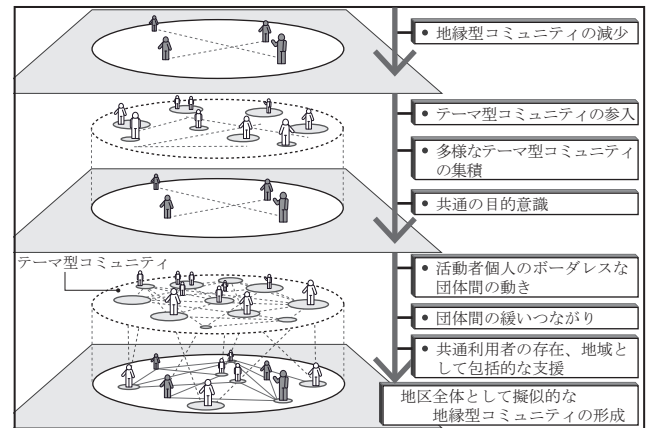 • 地縁型コミュニティの減少
• テーマ型コミュニティの参入
• 多様なテーマ型コミュニティ
の集積
• 共通の目的意識
テーマ型コミュニティ
• 活動者個人のボーダレスな
団体間の動き
• 団体間の緩いつながり
• 共通利用者の存在、地域と
して包括的な支援
地区全体として擬似的な
地縁型コミュニティの形成